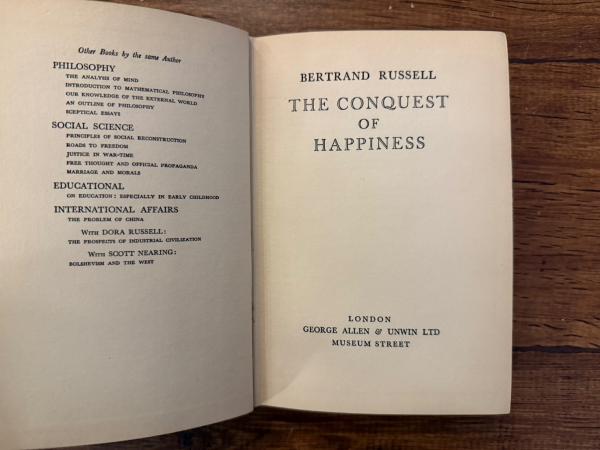 Other Books by the same Author
PHILOSOPHY
THE ANALYSIS OF MIND
INTRODUCTION TO MATHEMATICAL PHILOSOPHY
OUR KNOWLEDGE OF THE EXTERNAL WORLD
AN OUTLINE OF PHILOSOPHY
SCEPTICAL ESSAYS
SOCIAL SCIENCE
PRINCIPLES OF SOCIAL RECONSTRUCTION
ROADS TO FREEDOM
JUSTICE IN WAR-TIME
FREE THOUGHT AND OFFICIAL PROPAGANDA
MARRIAGE AND MORALS
EDUCATIONAL
ON EDUCATION: ESPECIALLY IN EARLY CHILDHOOD
INTERNATIONAL AFFAIRS
THE PROBLEM OF CHINA
WITH DORA RUSSELL:
THE PROSPECTS OF INDUSTRIAL CIVILIZATION
WITH SCOTT NEARING:
BOLSHEVISM AND THE WEST
BERTRAND RUSSELL
THE CONQUEST
OF
HAPPINESS
LONDON
GEORGE ALLEN & UNWIN LTD
MUSEUM STREET